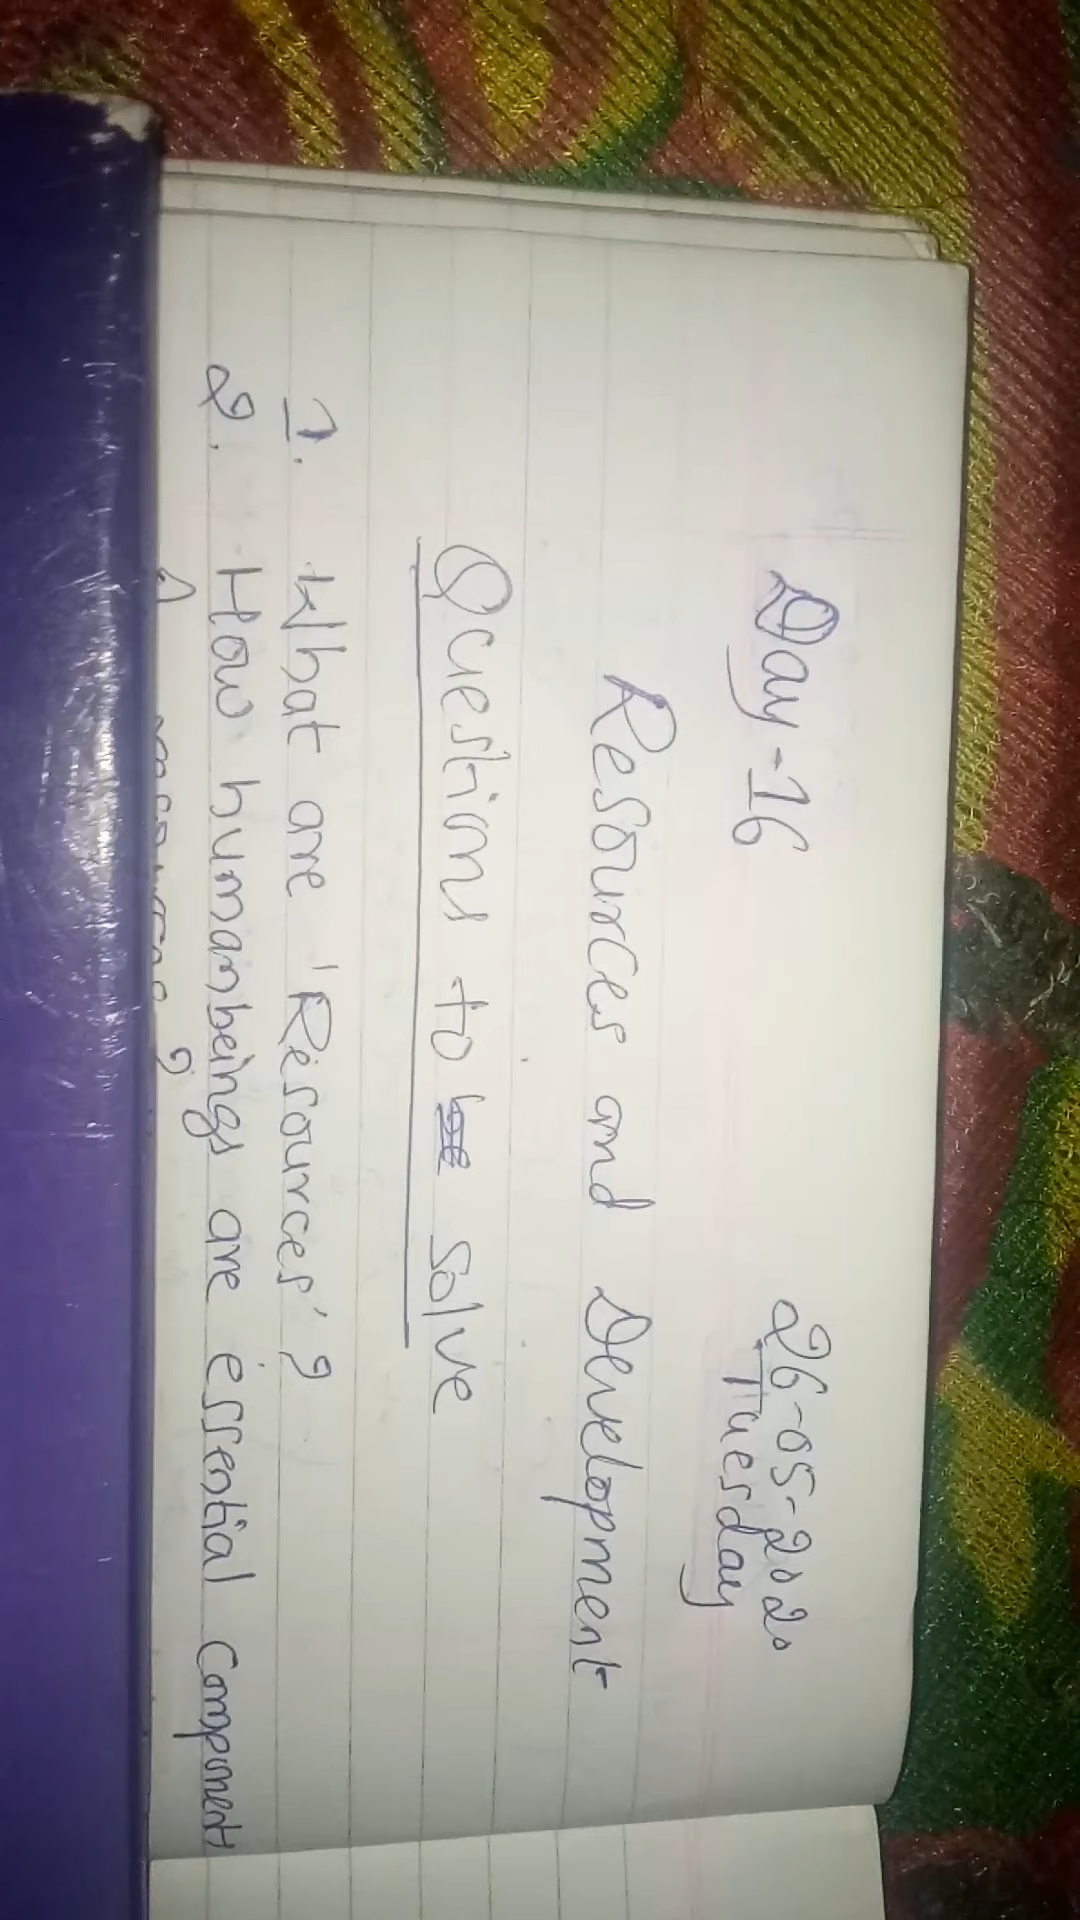 Day-16
26-05-2020
Tuesday
Resources and Development
Questions to solve
1. What are 'Resources'?
2. How humanbeings are essential component
resources?